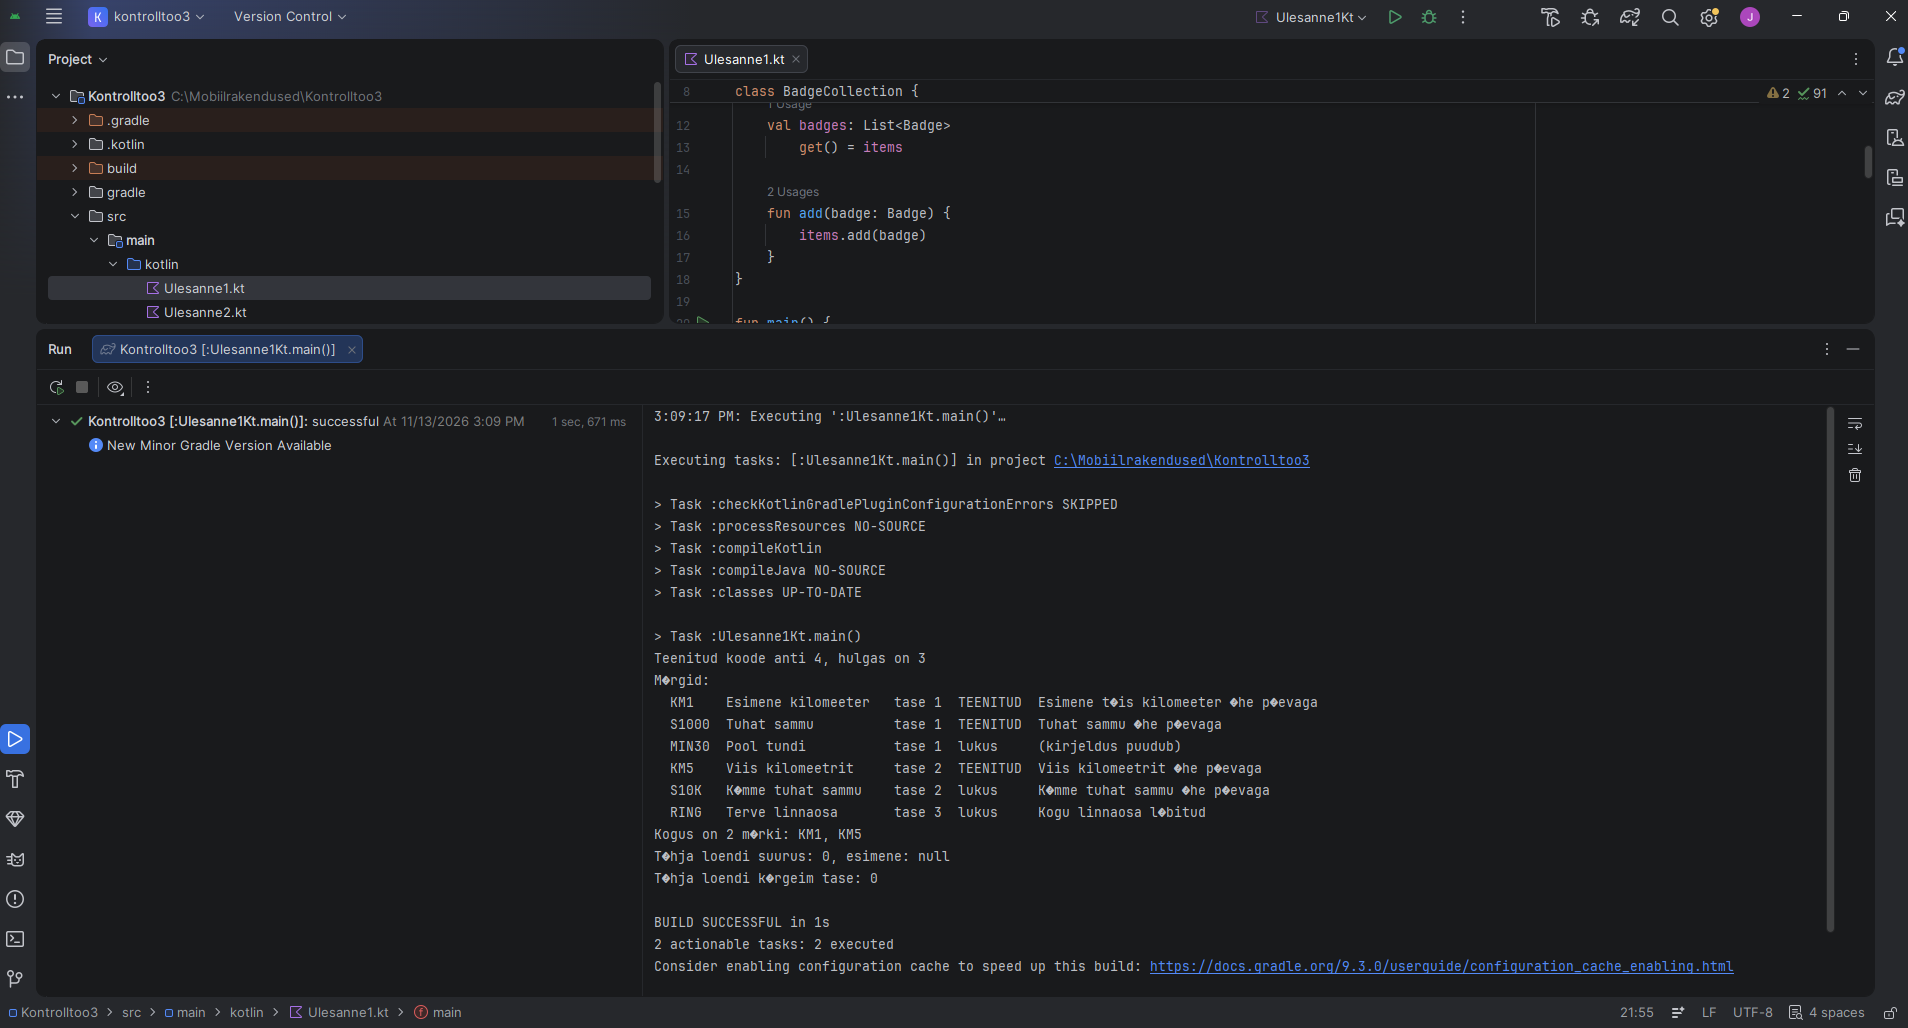 K kontrolltoo3 Version Control Ulesanne1Kt J
Project
Kontrolltoo3 C:\Mobiilrakendused\Kontrolltoo3
.gradle
.kotlin
build
gradle
src
main
kotlin
Ulesanne1.kt
Ulesanne2.kt
Ulesanne1.kt
8 class BadgeCollection { 2 91
1 Usage
12 val badges: List<Badge>
13 get() = items
14
2 Usages
15 fun add(badge: Badge) {
16 items.add(badge)
17 }
18 }
19
20 fun main() {
Run Kontrolltoo3 [:Ulesanne1Kt.main()]
Kontrolltoo3 [:Ulesanne1Kt.main()]: successful At 11/13/2026 3:09 PM 1 sec, 671 ms
New Minor Gradle Version Available
3:09:17 PM: Executing ':Ulesanne1Kt.main()'…
Executing tasks: [:Ulesanne1Kt.main()] in project C:\Mobiilrakendused\Kontrolltoo3
> Task :checkKotlinGradlePluginConfigurationErrors SKIPPED
> Task :processResources NO-SOURCE
> Task :compileKotlin
> Task :compileJava NO-SOURCE
> Task :classes UP-TO-DATE
> Task :Ulesanne1Kt.main()
Teenitud koode anti 4, hulgas on 3
M�rgid:
KM1 Esimene kilomeeter tase 1 TEENITUD Esimene t�is kilomeeter �he p�evaga
S1000 Tuhat sammu tase 1 TEENITUD Tuhat sammu �he p�evaga
MIN30 Pool tundi tase 1 lukus (kirjeldus puudub)
KM5 Viis kilomeetrit tase 2 TEENITUD Viis kilomeetrit �he p�evaga
S10K K�mme tuhat sammu tase 2 lukus K�mme tuhat sammu �he p�evaga
RING Terve linnaosa tase 3 lukus Kogu linnaosa l�bitud
Kogus on 2 m�rki: KM1, KM5
T�hja loendi suurus: 0, esimene: null
T�hja loendi k�rgeim tase: 0
BUILD SUCCESSFUL in 1s
2 actionable tasks: 2 executed
Consider enabling configuration cache to speed up this build: https://docs.gradle.org/9.3.0/userguide/configuration_cache_enabling.html
Kontrolltoo3 > src > main > kotlin > Ulesanne1.kt > main 21:55 LF UTF-8 4 spaces